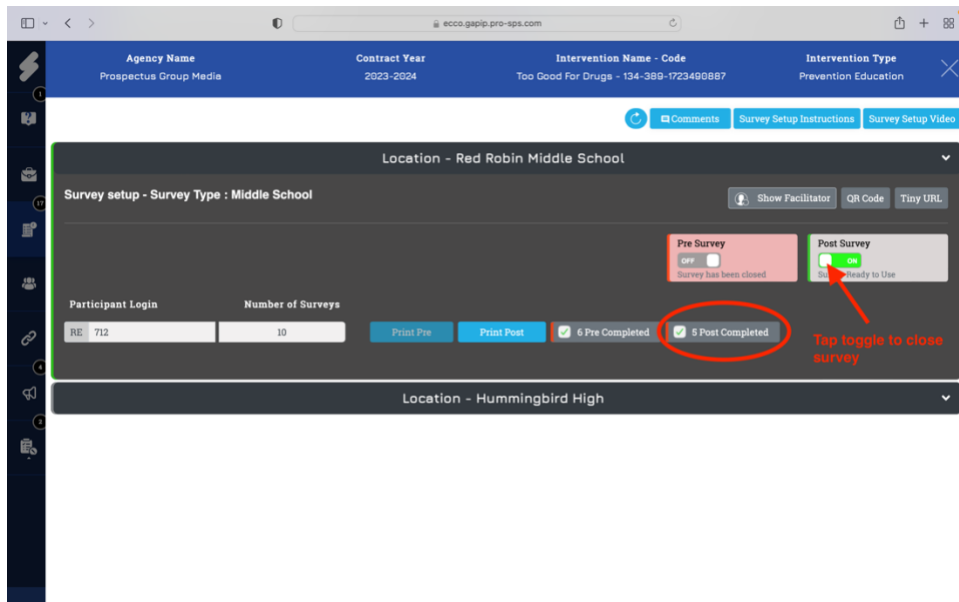 ecco.gapip.pro-sps.com
Agency Name
Prospectus Group Media
Contract Year
2023-2024
Intervention Name - Code
Too Good For Drugs - 134-389-1723490887
Intervention Type
Prevention Education
1
Comments
Survey Setup Instructions
Survey Setup Video
Location - Red Robin Middle School
17
Survey setup - Survey Type : Middle School
Show Facilitator
QR Code
Tiny URL
Pre Survey
OFF
Survey has been closed
Post Survey
ON
Ready to Use
Participant Login
Number of Surveys
RE 712
10
Print Pre
Print Post
6 Pre Completed
5 Post Completed
Tap toggle to close
survey
4
Location - Hummingbird High